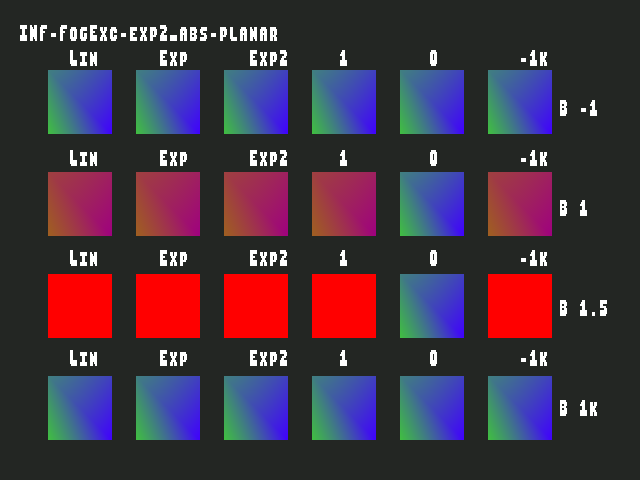 INF-FOGEXC-EXP2_ABS-PLANAR
LIN EXP EXP2 1 0 -1K
B -1
LIN EXP EXP2 1 0 -1K
B 1
LIN EXP EXP2 1 0 -1K
B 1.5
LIN EXP EXP2 1 0 -1K
B 1K